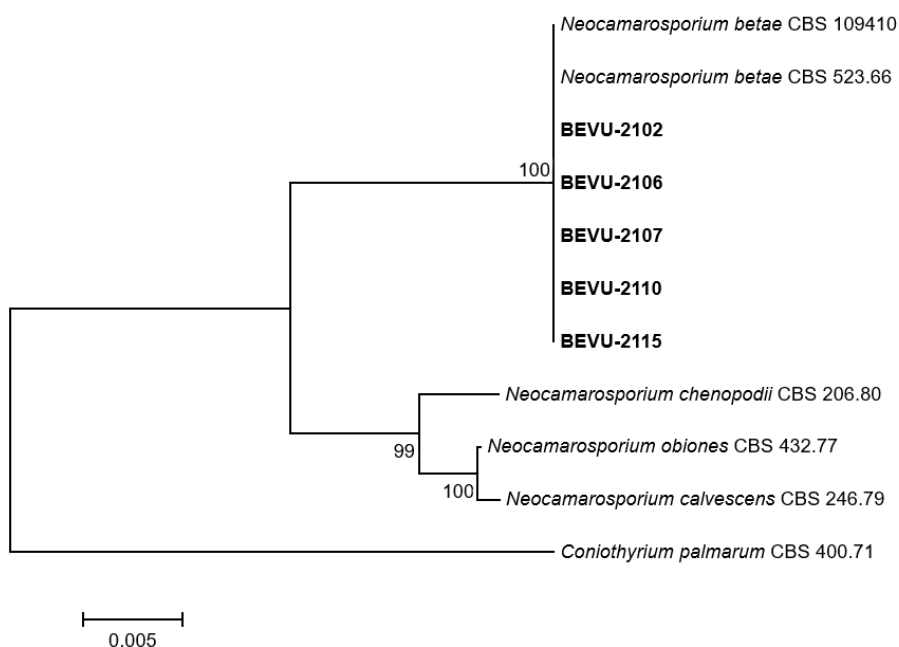 Neocamarosporium betae CBS 109410
Neocamarosporium betae CBS 523.66
BEVU-2102
100
BEVU-2106
BEVU-2107
BEVU-2110
BEVU-2115
Neocamarosporium chenopodii CBS 206.80
99
Neocamarosporium obiones CBS 432.77
100
Neocamarosporium calvescens CBS 246.79
Coniothyrium palmarum CBS 400.71
0.005